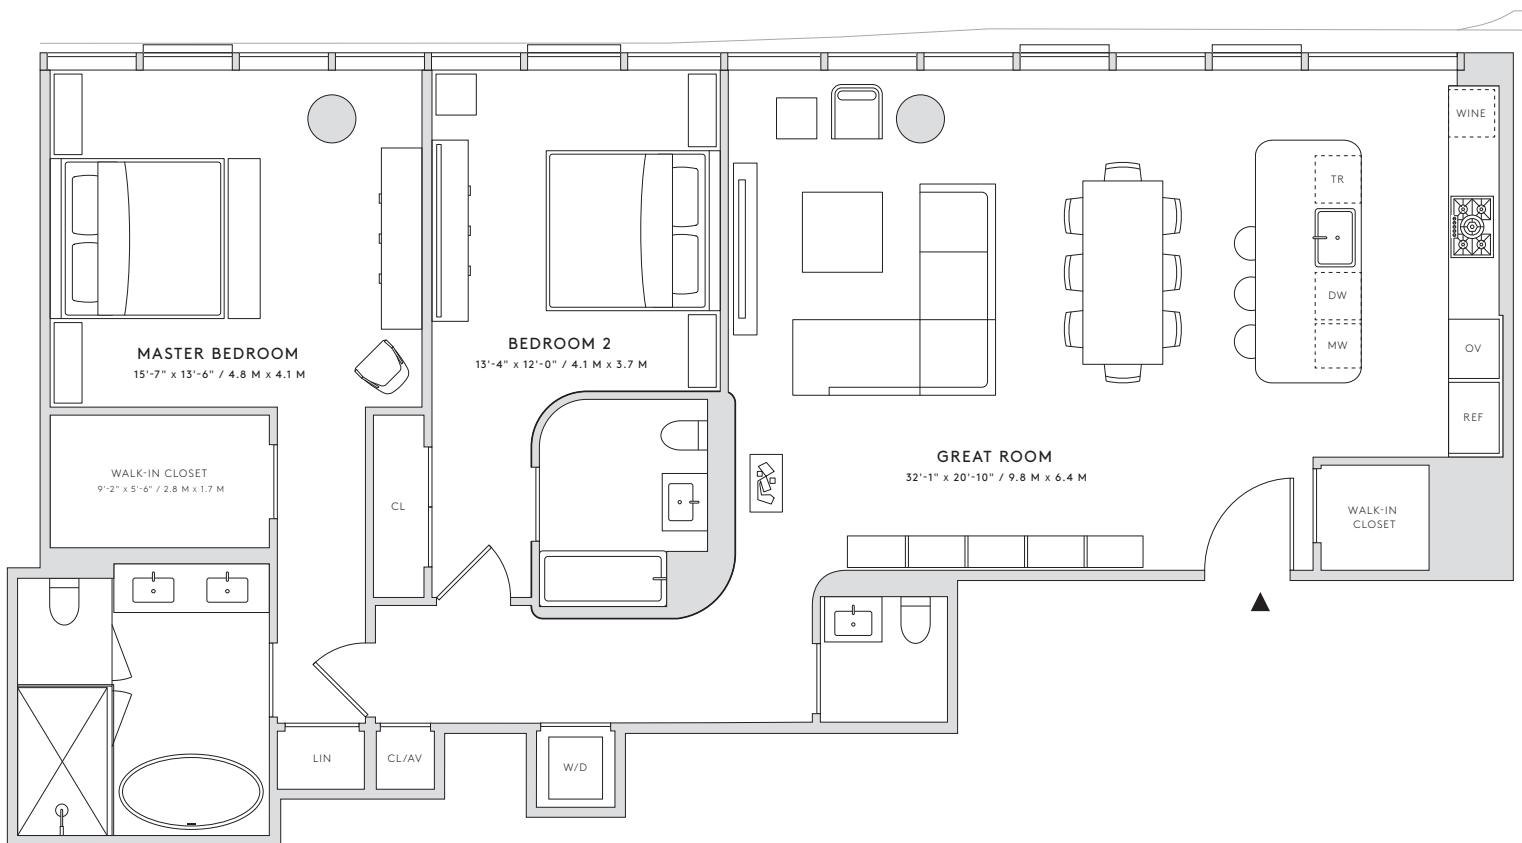 WINE
TR
DW
MW
OV
REF
MASTER BEDROOM
15'-7" x 13'-6" / 4.8 M x 4.1 M
BEDROOM 2
13'-4" x 12'-0" / 4.1 M x 3.7 M
GREAT ROOM
32'-1" x 20'-10" / 9.8 M x 6.4 M
WALK-IN CLOSET
9'-2" x 5'-6" / 2.8 M x 1.7 M
CL
WALK-IN
CLOSET
LIN
CL/AV
W/D